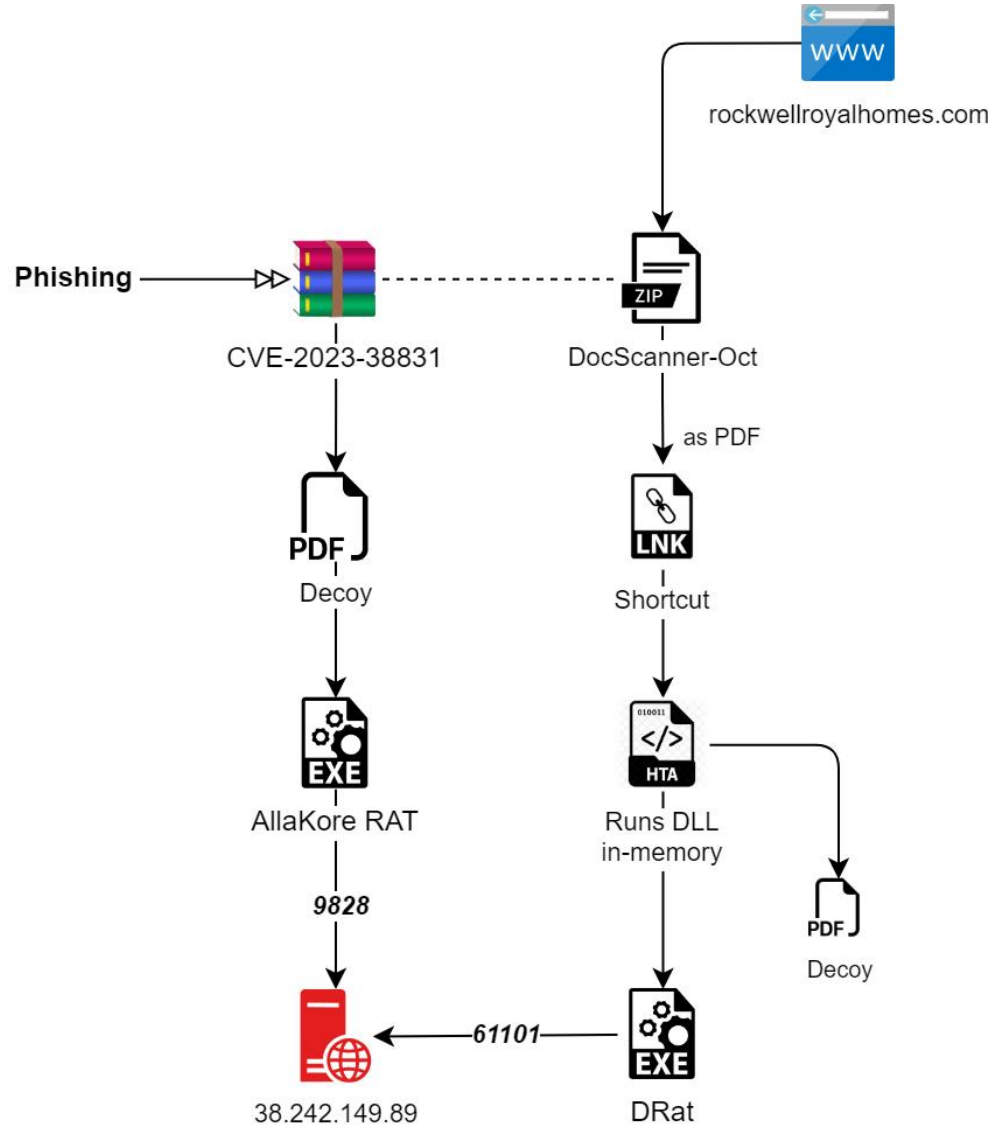 WWW
rockwellroyalhomes.com
Phishing
ZIP
CVE-2023-38831
DocScanner-Oct
as PDF
PDF
LNK
Decoy
Shortcut
EXE
010011
</>
HTA
AllaKore RAT
Runs DLL
in-memory
9828
PDF
Decoy
61101
EXE
38.242.149.89
DRat